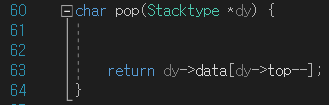 60 char pop(Stacktype *dy) {
61
62
63 return dy->data[dy->top--];
64 }